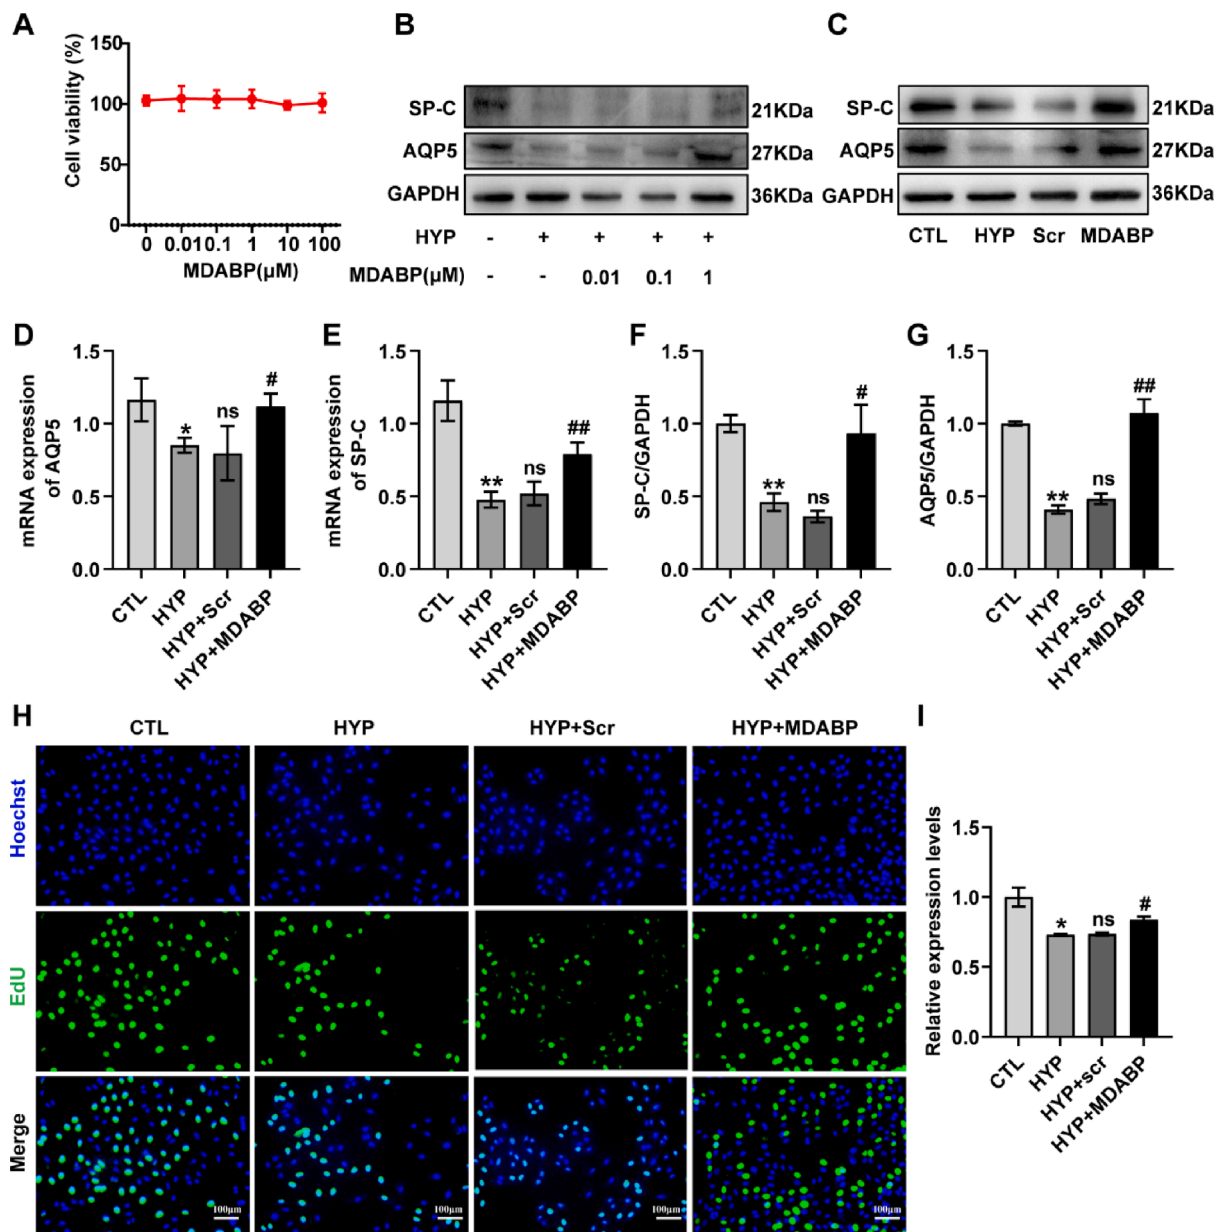 A
Cell viability (%)
150
100
50
0
0 0.01 0.1 1 10 100
MDABP(μM)
B
SP-C 21KDa
AQP5 27KDa
GAPDH 36KDa
HYP - + + + +
MDABP(μM) - - 0.01 0.1 1
C
SP-C 21KDa
AQP5 27KDa
GAPDH 36KDa
CTL HYP Scr MDABP
D
mRNA expression
of AQP5
1.5
1.0
0.5
0.0
* ns #
CTL HYP HYP+Scr HYP+MDABP
E
mRNA expression
of SP-C
1.5
1.0
0.5
0.0
** ns ##
CTL HYP HYP+Scr HYP+MDABP
F
SP-C/GAPDH
1.5
1.0
0.5
0.0
** ns #
CTL HYP HYP+Scr HYP+MDABP
G
AQP5/GAPDH
1.5
1.0
0.5
0.0
** ns ##
CTL HYP HYP+Scr HYP+MDABP
H
CTL HYP HYP+Scr HYP+MDABP
Hoechst
EdU
Merge
100μm 100μm 100μm 100μm
I
Relative expression levels
1.5
1.0
0.5
0.0
* ns #
CTL HYP HYP+scr HYP+MDABP